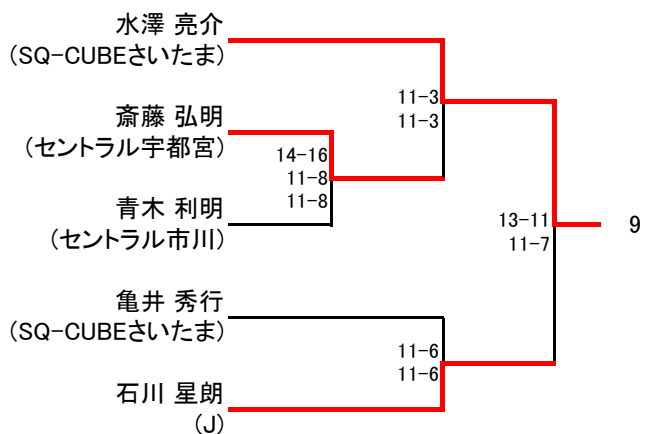 水澤 亮介
(SQ-CUBEさいたま)
11-3
11-3
斎藤 弘明
(セントラル宇都宮)
14-16
11-8
11-8
青木 利明
(セントラル市川)
13-11
11-7
9
亀井 秀行
(SQ-CUBEさいたま)
11-6
11-6
石川 星朗
(J)